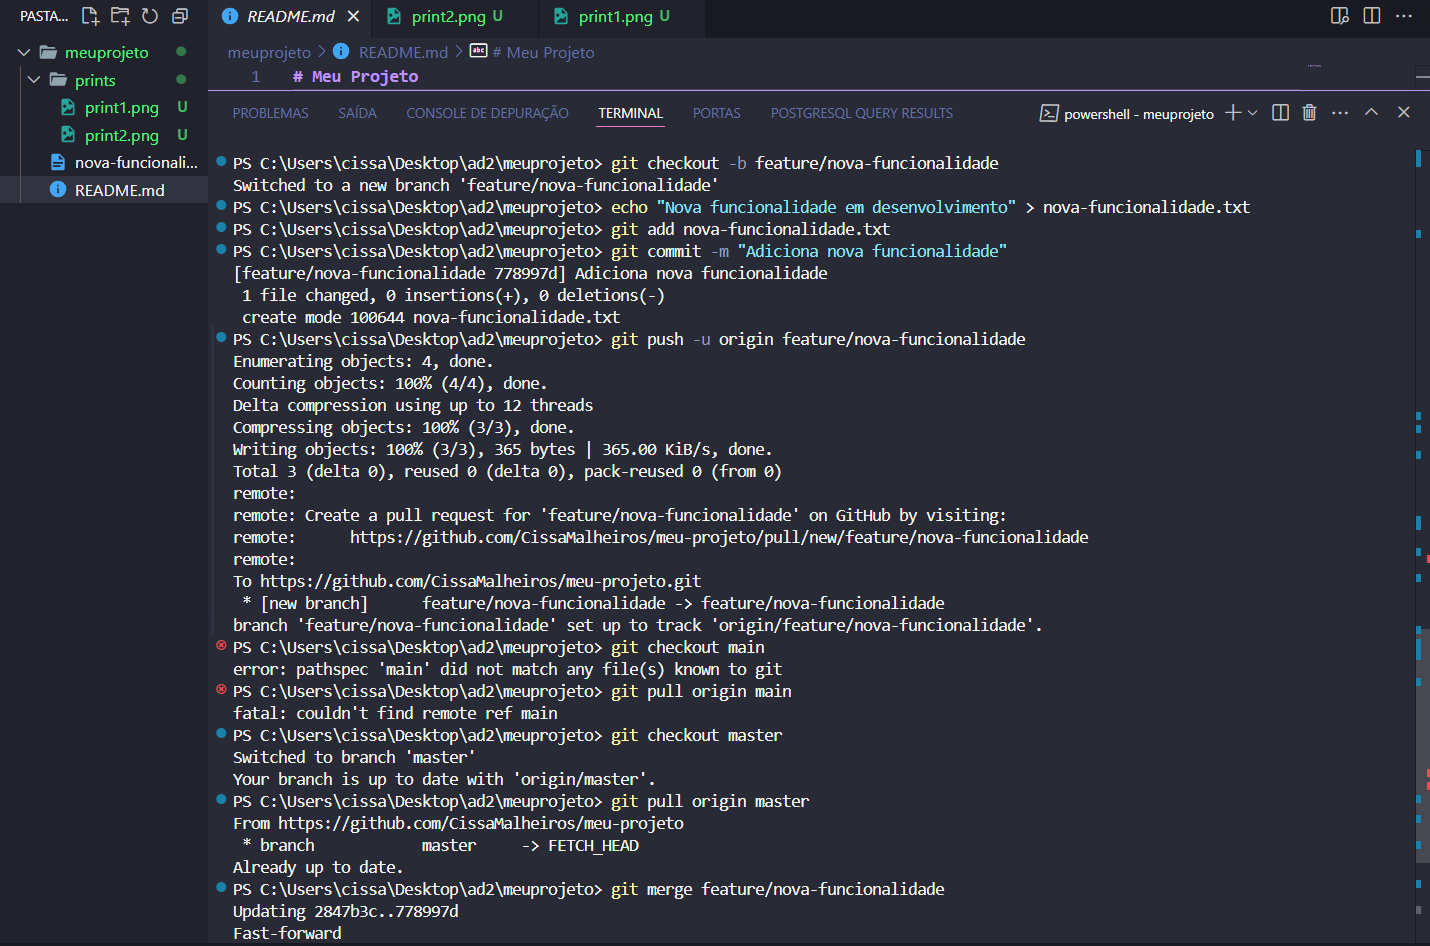 PASTA...
meuprojeto
prints
print1.png U
print2.png U
nova-funcionali...
README.md
README.md
print2.png U
print1.png U
meuprojeto > README.md > abc # Meu Projeto
1 # Meu Projeto
PROBLEMAS SAÍDA CONSOLE DE DEPURAÇÃO TERMINAL PORTAS POSTGRESQL QUERY RESULTS
powershell - meuprojeto
PS C:\Users\cissa\Desktop\ad2\meuprojeto> git checkout -b feature/nova-funcionalidade
Switched to a new branch 'feature/nova-funcionalidade'
PS C:\Users\cissa\Desktop\ad2\meuprojeto> echo "Nova funcionalidade em desenvolvimento" > nova-funcionalidade.txt
PS C:\Users\cissa\Desktop\ad2\meuprojeto> git add nova-funcionalidade.txt
PS C:\Users\cissa\Desktop\ad2\meuprojeto> git commit -m "Adiciona nova funcionalidade"
[feature/nova-funcionalidade 778997d] Adiciona nova funcionalidade
1 file changed, 0 insertions(+), 0 deletions(-)
create mode 100644 nova-funcionalidade.txt
PS C:\Users\cissa\Desktop\ad2\meuprojeto> git push -u origin feature/nova-funcionalidade
Enumerating objects: 4, done.
Counting objects: 100% (4/4), done.
Delta compression using up to 12 threads
Compressing objects: 100% (3/3), done.
Writing objects: 100% (3/3), 365 bytes | 365.00 KiB/s, done.
Total 3 (delta 0), reused 0 (delta 0), pack-reused 0 (from 0)
remote:
remote: Create a pull request for 'feature/nova-funcionalidade' on GitHub by visiting:
remote:      https://github.com/CissaMalheiros/meu-projeto/pull/new/feature/nova-funcionalidade
remote:
To https://github.com/CissaMalheiros/meu-projeto.git
* [new branch]      feature/nova-funcionalidade -> feature/nova-funcionalidade
branch 'feature/nova-funcionalidade' set up to track 'origin/feature/nova-funcionalidade'.
PS C:\Users\cissa\Desktop\ad2\meuprojeto> git checkout main
error: pathspec 'main' did not match any file(s) known to git
PS C:\Users\cissa\Desktop\ad2\meuprojeto> git pull origin main
fatal: couldn't find remote ref main
PS C:\Users\cissa\Desktop\ad2\meuprojeto> git checkout master
Switched to branch 'master'
Your branch is up to date with 'origin/master'.
PS C:\Users\cissa\Desktop\ad2\meuprojeto> git pull origin master
From https://github.com/CissaMalheiros/meu-projeto
* branch            master     -> FETCH_HEAD
Already up to date.
PS C:\Users\cissa\Desktop\ad2\meuprojeto> git merge feature/nova-funcionalidade
Updating 2847b3c..778997d
Fast-forward